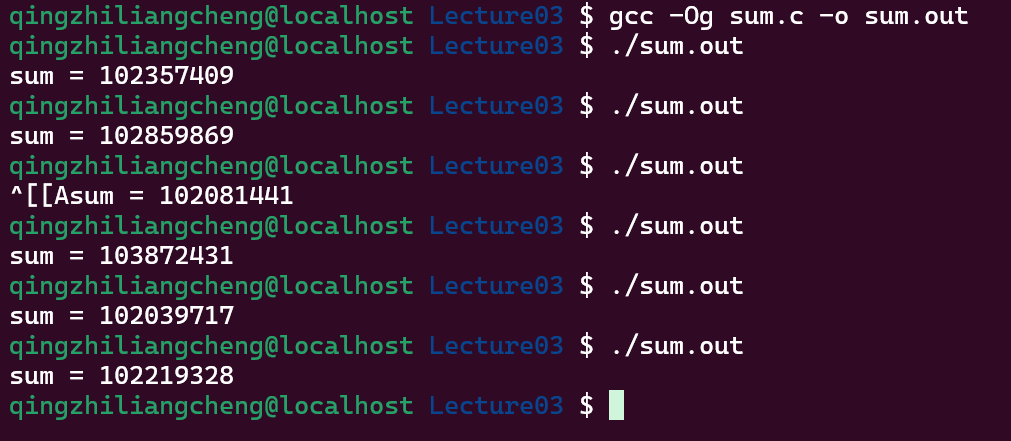 qingzhiliangcheng@localhost Lecture03 $ gcc -Og sum.c -o sum.out
qingzhiliangcheng@localhost Lecture03 $ ./sum.out
sum = 102357409
qingzhiliangcheng@localhost Lecture03 $ ./sum.out
sum = 102859869
qingzhiliangcheng@localhost Lecture03 $ ./sum.out
^[[Asum = 102081441
qingzhiliangcheng@localhost Lecture03 $ ./sum.out
sum = 103872431
qingzhiliangcheng@localhost Lecture03 $ ./sum.out
sum = 102039717
qingzhiliangcheng@localhost Lecture03 $ ./sum.out
sum = 102219328
qingzhiliangcheng@localhost Lecture03 $